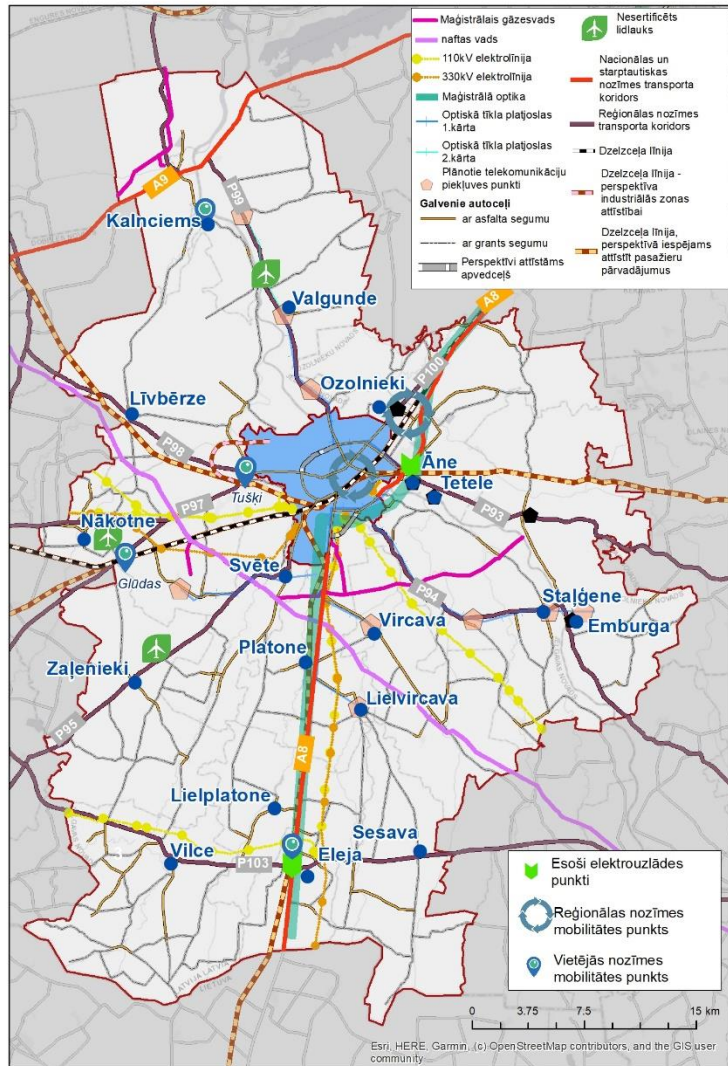 Maģistrālais gāzesvads
naftas vads
110kV elektrolīnija
330kV elektrolīnija
Maģistrālā optika
Optiskā tīkla platjoslas
1.kārta
Optiskā tīkla platjoslas
2.kārta
Plānotie telekomunikāciju
piekļuves punkti
Galvenie autoceļi
ar asfalta segumu
ar grants segumu
Perspektīvi attīstāms
apvedceļš
Nesertificēts
lidlauks
Nacionālas un
starptautiskas
nozīmes transporta
koridors
Reģionālas nozīmes
transporta koridors
Dzelzceļa līnija
Dzelzceļa līnija -
perspektīva
industriālās zonas
attīstībai
Dzelzceļa līnija,
perspektīvā iespējams
attīstīt pasažieru
pārvadājumus
A9
P99
Kalnciems
A8
Valgunde
P100
Ozolnieki
Līvbērze
P98
Āne
Tetele
Tušķi
P97
P93
Nākotne
Glūdas
Svēte
P94
Staļģene
Emburga
Vircava
Platone
Zaļenieki
Lielvircava
P95
A8
Lielplatone
Sesava
Vilce
P103
Eleja
LATVIJA LATVIJA
LIETUVA
Esoši elektrouzlādes
punkti
Reģionālas nozīmes
mobilitātes punkts
Vietējās nozīmes
mobilitātes punkts
0 3.75 7.5 15 km
Esri, HERE, Garmin, (c) OpenStreetMap contributors, and the GIS user
community